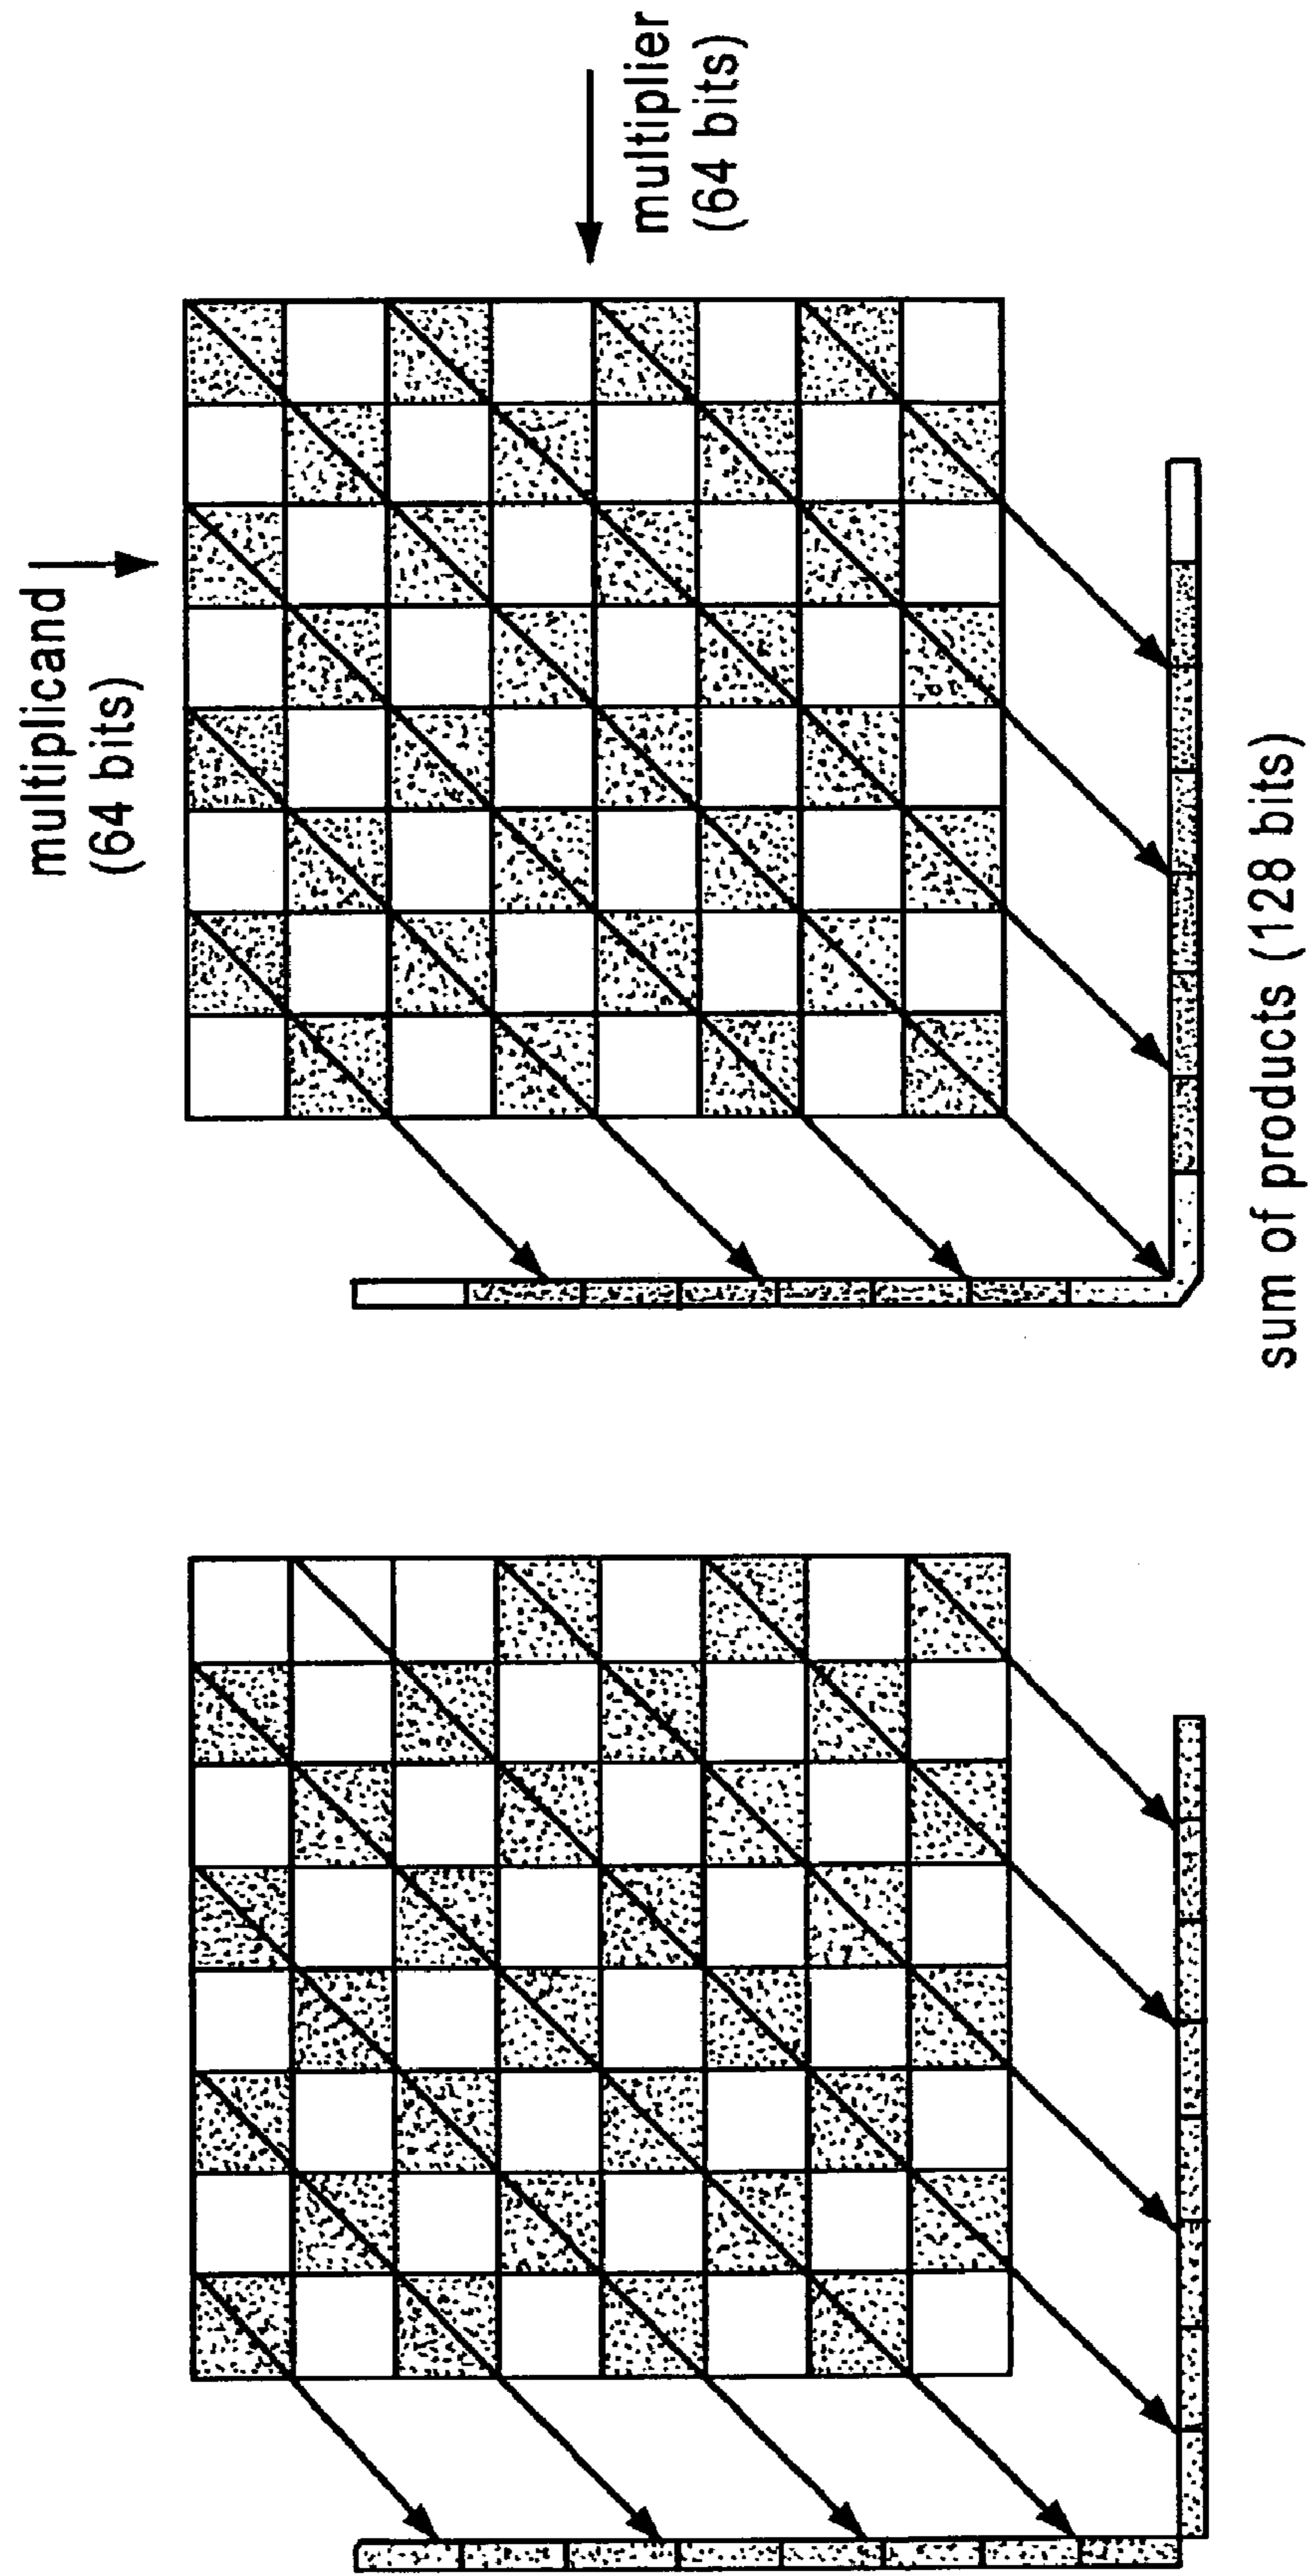 multiplicand
(64 bits)
multiplier
(64 bits)
sum of products (128 bits)